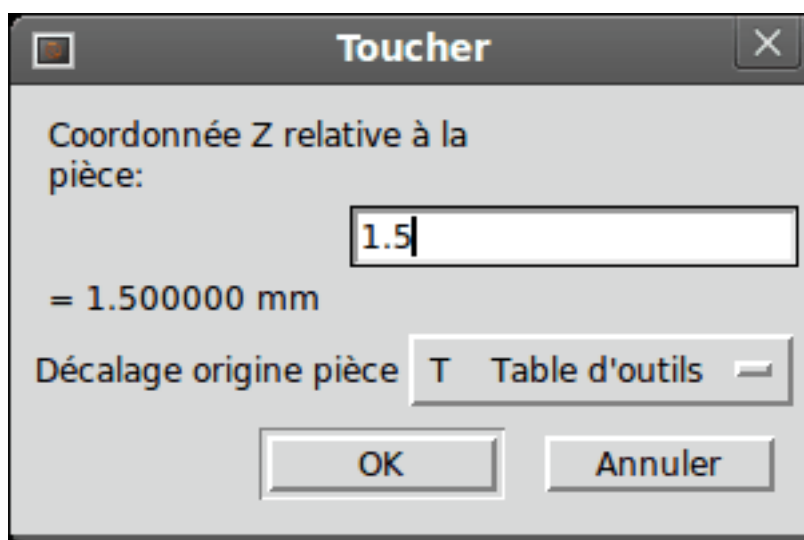 Toucher
Coordonnée Z relative à la
pièce:
1.5
= 1.500000 mm
Décalage origine pièce T Table d'outils
OK Annuler